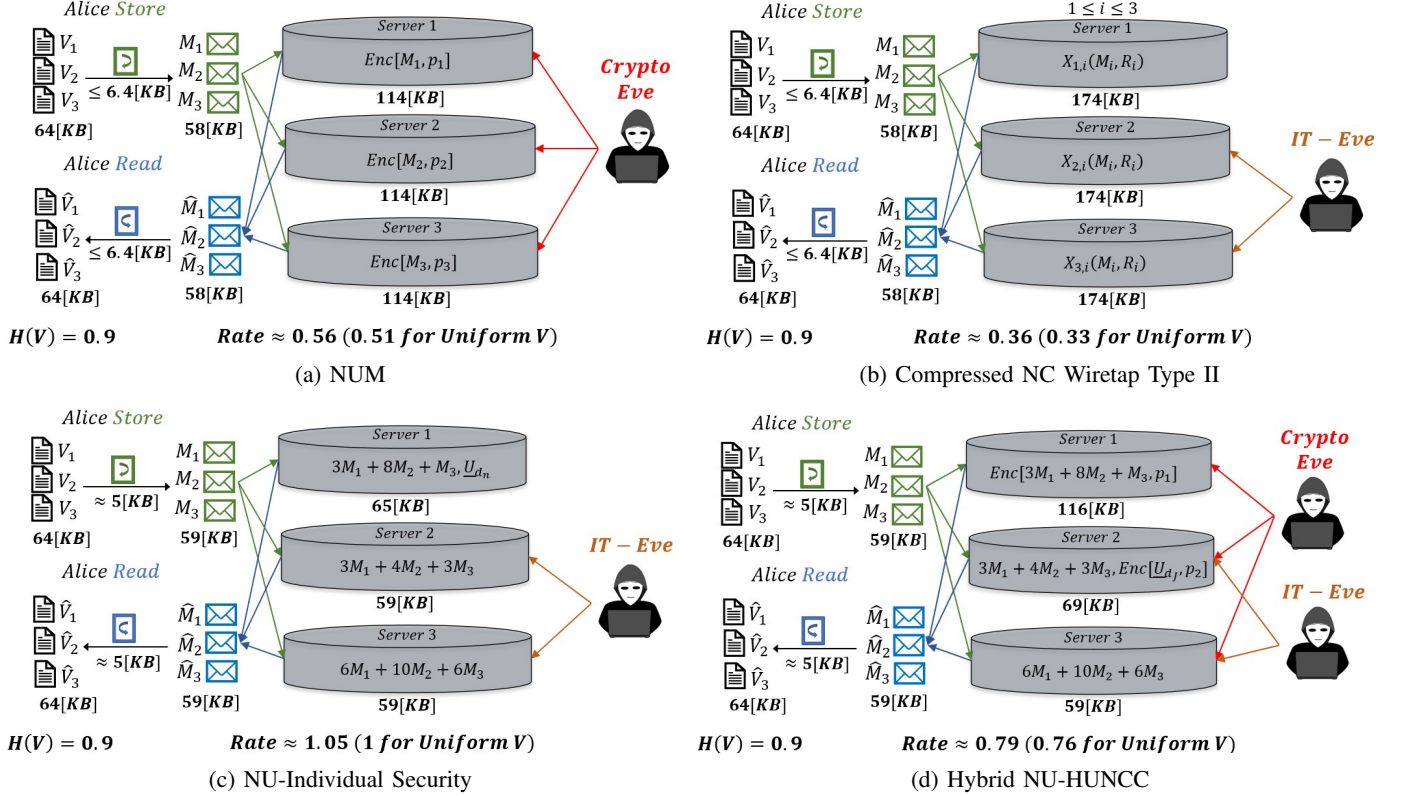 Alice Store
V1
V2
V3
64[KB]
≤ 6.4[KB]
M1
M2
M3
58[KB]
Alice Read
V̂1
V̂2
V̂3
64[KB]
≤ 6.4[KB]
M̂1
M̂2
M̂3
58[KB]
Server 1
Enc[M1, p1]
114[KB]
Server 2
Enc[M2, p2]
114[KB]
Server 3
Enc[M3, p3]
114[KB]
Crypto
Eve
H(V) = 0.9
Rate ≈ 0.56 (0.51 for Uniform V)
(a) NUM
Alice Store
V1
V2
V3
64[KB]
≤ 6.4[KB]
M1
M2
M3
58[KB]
Alice Read
V̂1
V̂2
V̂3
64[KB]
≤ 6.4[KB]
M̂1
M̂2
M̂3
58[KB]
1 ≤ i ≤ 3
Server 1
X1,i(Mi, Ri)
174[KB]
Server 2
X2,i(Mi, Ri)
174[KB]
Server 3
X3,i(Mi, Ri)
174[KB]
IT − Eve
H(V) = 0.9
Rate ≈ 0.36 (0.33 for Uniform V)
(b) Compressed NC Wiretap Type II
Alice Store
V1
V2
V3
64[KB]
≈ 5[KB]
M1
M2
M3
59[KB]
Alice Read
V̂1
V̂2
V̂3
64[KB]
≈ 5[KB]
M̂1
M̂2
M̂3
59[KB]
Server 1
3M1 + 8M2 + M3, U_dn
65[KB]
Server 2
3M1 + 4M2 + 3M3
59[KB]
Server 3
6M1 + 10M2 + 6M3
59[KB]
IT − Eve
H(V) = 0.9
Rate ≈ 1.05 (1 for Uniform V)
(c) NU-Individual Security
Alice Store
V1
V2
V3
64[KB]
≈ 5[KB]
M1
M2
M3
59[KB]
Alice Read
V̂1
V̂2
V̂3
64[KB]
≈ 5[KB]
M̂1
M̂2
M̂3
59[KB]
Server 1
Enc[3M1 + 8M2 + M3, p1]
116[KB]
Server 2
3M1 + 4M2 + 3M3, Enc[U_dJ, p2]
69[KB]
Server 3
6M1 + 10M2 + 6M3
59[KB]
Crypto
Eve
IT − Eve
H(V) = 0.9
Rate ≈ 0.79 (0.76 for Uniform V)
(d) Hybrid NU-HUNCC